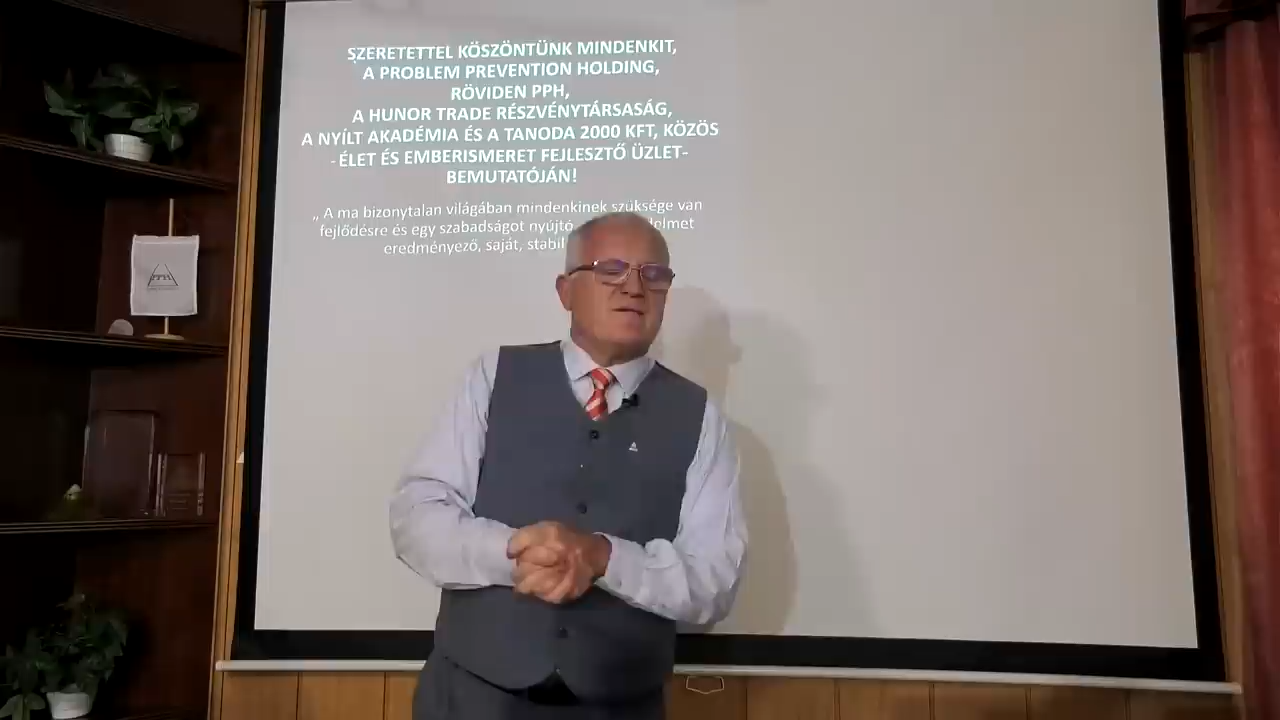 SZERETETTEL KÖSZÖNTÜNK MINDENKIT,
A PROBLEM PREVENTION HOLDING,
RÖVIDEN PPH,
A HUNOR TRADE RÉSZVÉNYTÁRSASÁG,
A NYÍLT AKADÉMIA ÉS A TANODA 2000 KFT, KÖZÖS
- ÉLET ÉS EMBERISMERET FEJLESZTŐ ÜZLET-
BEMUTATÓJÁN!
„ A ma bizonytalan világában mindenkinek szüksége van
fejlődésre és egy szabadságot nyújtó,
eredményező, saját, stabil